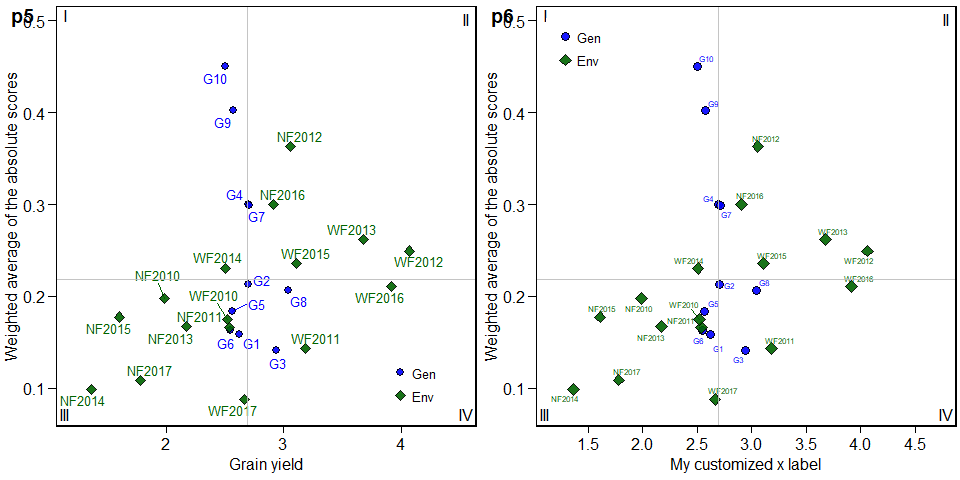 p5
I
II
0.5
0.4
0.3
0.2
0.1
Weighted average of the absolute scores
G10
G9
NF2012
G4
NF2016
G7
WF2013
WF2015
WF2012
WF2014
NF2010
G2
WF2016
WF2010
G5
G8
NF2015
NF2011
NF2013
G6
G1
WF2011
G3
NF2017
NF2014
WF2017
Gen
Env
III
IV
2
3
4
Grain yield
p6
I
II
Gen
Env
0.5
0.4
0.3
0.2
0.1
Weighted average of the absolute scores
G10
G9
NF2012
NF2016
G4
G7
WF2013
WF2015
WF2012
WF2014
WF2016
G2
G8
NF2015
NF2010
WF2010
G5
NF2011
NF2013
G6
G1
WF2011
G3
NF2017
NF2014
WF2017
III
IV
1.5
2.0
2.5
3.0
3.5
4.0
4.5
My customized x label